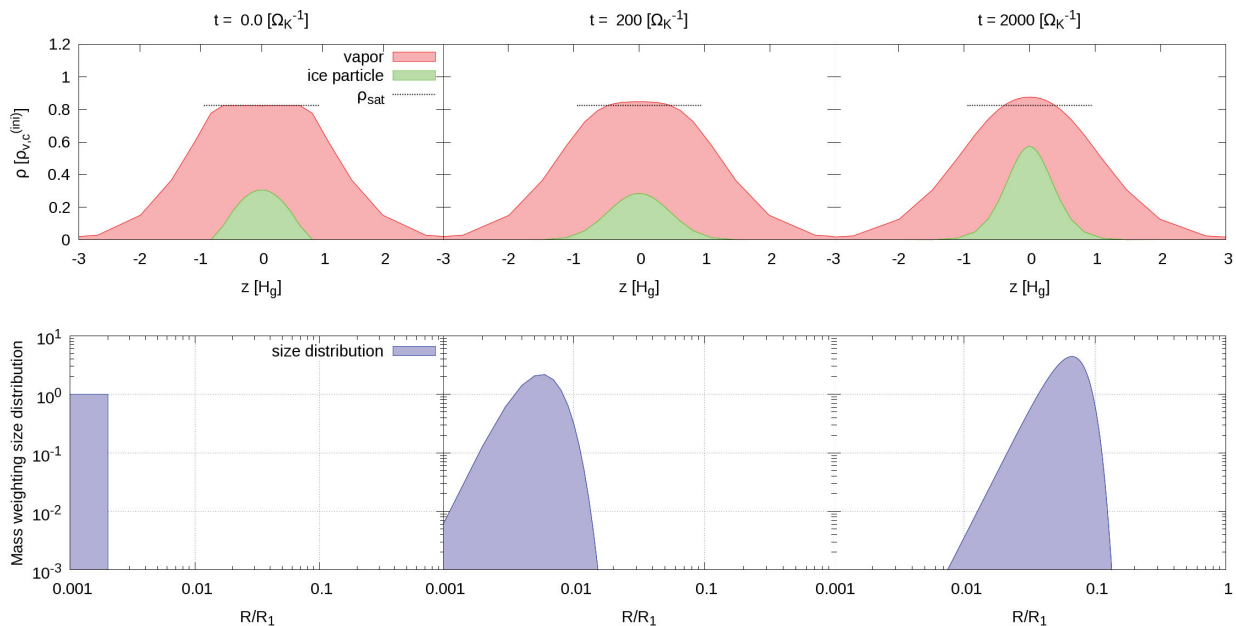 t = 0.0 [Ω_K^-1]
t = 200 [Ω_K^-1]
t = 2000 [Ω_K^-1]
ρ [ρ_v,c^(ini)]
1.2
1
0.8
0.6
0.4
0.2
0
vapor
ice particle
ρ_sat
-3 -2 -1 0 1 2 -3 -2 -1 0 1 2 -3 -2 -1 0 1 2 3
z [H_g]
z [H_g]
z [H_g]
Mass weighting size distribution
10^1
10^0
10^-1
10^-2
10^-3
size distribution
0.001 0.01 0.1 0.001 0.01 0.1 0.001 0.01 0.1 1
R/R_1
R/R_1
R/R_1